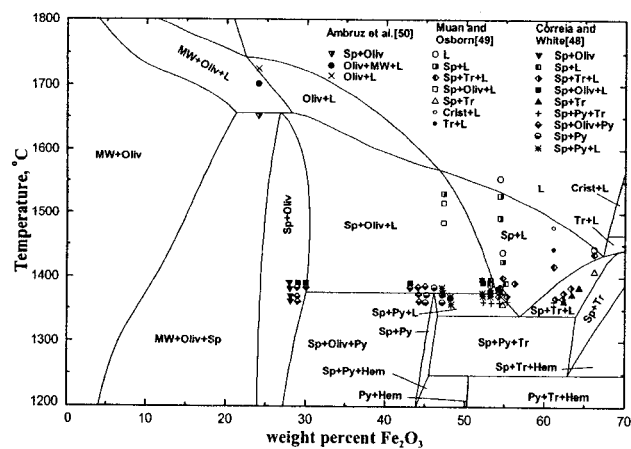 Ambruz et al.[50]
Sp+Oliv
Oliv+MW+L
Oliv+L
Muan and
Osborn[49]
L
Sp+L
Sp+Tr+L
Sp+Oliv+L
Sp+Tr
Crist+L
Tr+L
Correia and
White[48]
Sp+Oliv
Sp+L
Sp+Tr+L
Sp+Oliv+L
Sp+Tr
Sp+Py+Tr
Sp+Oliv+Py
Sp+Py
Sp+Py+L
1800
1700
1600
1500
1400
1300
1200
Temperature, °C
MW+Oliv+L
Oliv+L
MW+Oliv
Sp+Oliv
Sp+Oliv+L
L
Crist+L
Tr+L
Sp+L
Sp+Py+L
Sp+Tr+L
Sp+Tr
MW+Oliv+Sp
Sp+Oliv+Py
Sp+Py
Sp+Py+Tr
Sp+Py+Hem
Sp+Tr+Hem
Py+Hem
Py+Tr+Hem
0 10 20 30 40 50 60 70
weight percent Fe₂O₃